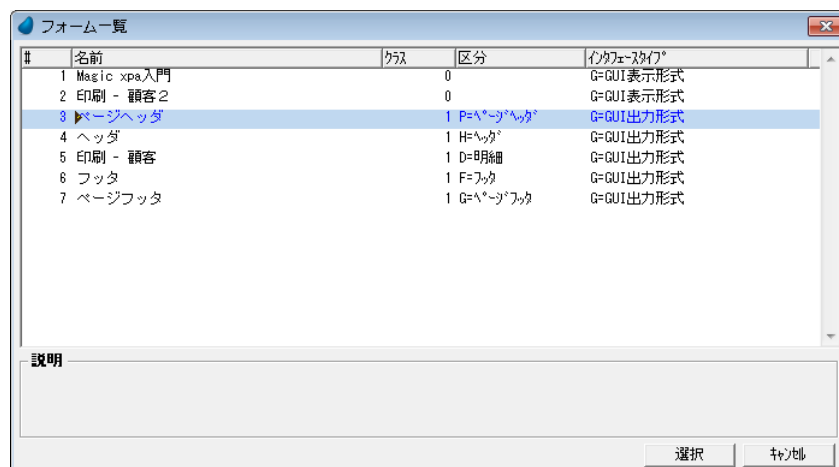 フォーム一覧
# 名前 クラス 区分 インタフェースタイプ
1 Magic xpa入門 0 G=GUI表示形式
2 印刷 - 顧客2 0 G=GUI表示形式
3 ページヘッダ 1 P=ページヘッダ G=GUI出力形式
4 ヘッダ 1 H=ヘッダ G=GUI出力形式
5 印刷 - 顧客 1 D=明細 G=GUI出力形式
6 フッタ 1 F=フッタ G=GUI出力形式
7 ページフッタ 1 G=ページフッタ G=GUI出力形式
説明
選択 キャンセル